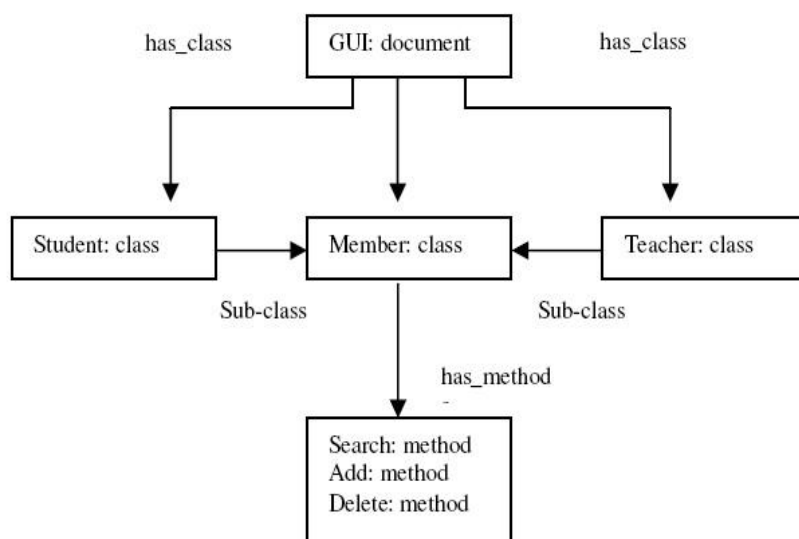 has_class
GUI: document
has_class
Student: class
Member: class
Teacher: class
Sub-class
Sub-class
has_method
Search: method
Add: method
Delete: method